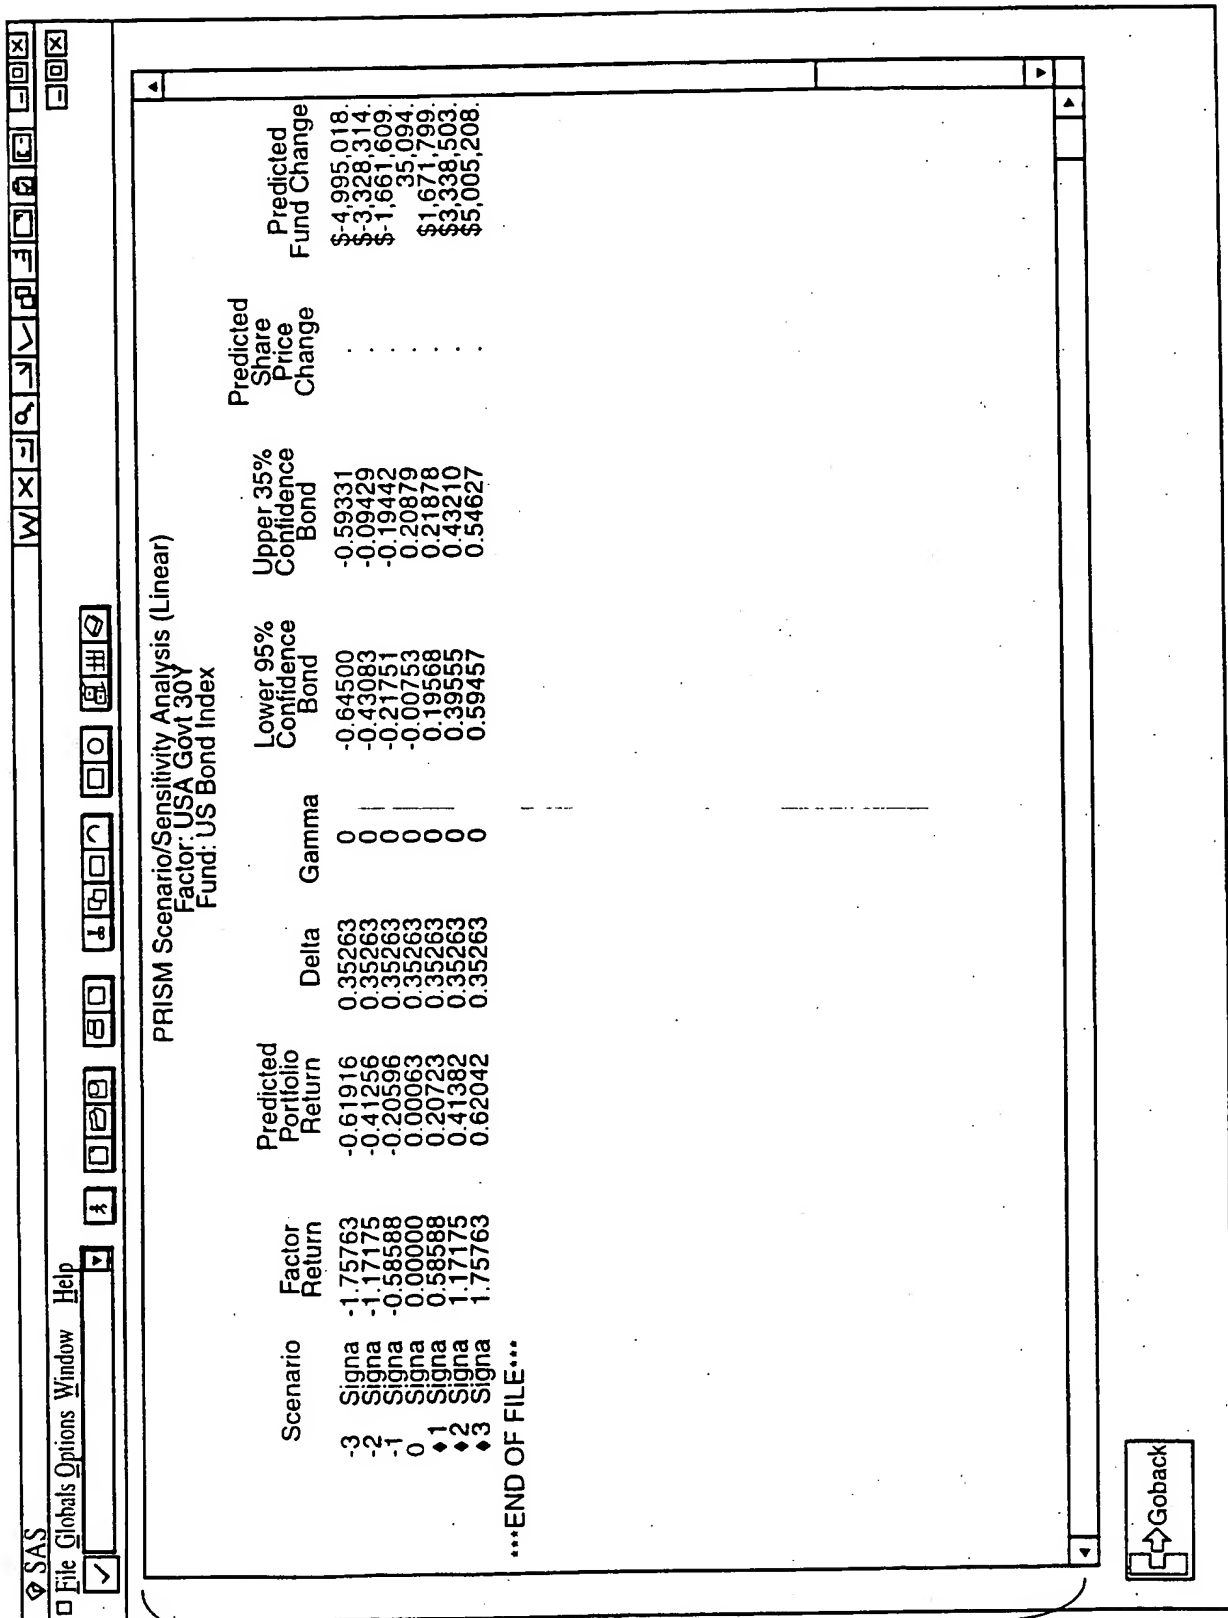 SAS
File Globals Options Window Help
PRISM Scenario/Sensitivity Analysis (Linear)
Factor: USA Govt 30Y
Fund: US Bond Index
Scenario Factor Return Predicted Portfolio Return Delta Gamma Lower 95% Confidence Bond Upper 35% Confidence Bond Predicted Share Price Change Predicted Fund Change
-3 Signa -1.75763 -0.61916 0.35263 0 -0.64500 -0.59331 . $-4,995,018.
-2 Signa -1.17175 -0.41256 0.35263 0 -0.43083 -0.09429 . $-3,328,314.
-1 Signa -0.58588 -0.20596 0.35263 0 -0.21751 -0.19442 . $-1,661,609.
0 Signa 0.00000 0.00063 0.35263 0 -0.00753 0.20879 . 35,094.
♦1 Signa 0.58588 0.20723 0.35263 0 0.19568 0.21878 . $1,671,799.
♦2 Signa 1.17175 0.41382 0.35263 0 0.39555 0.43210 . $3,338,503.
♦3 Signa 1.75763 0.62042 0.35263 0 0.59457 0.54627 . $5,005,208.
***END OF FILE***
Goback